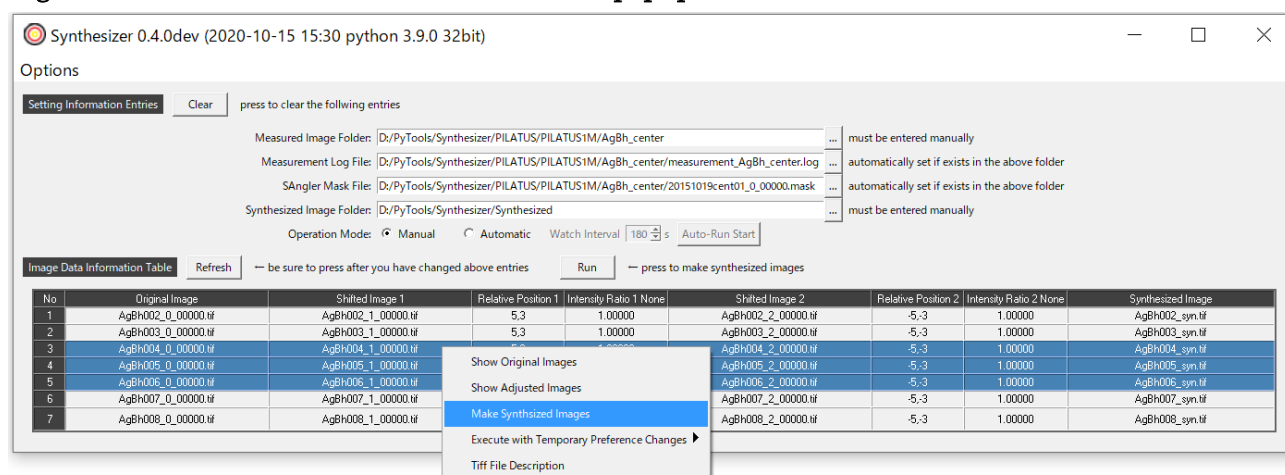 Synthesizer 0.4.0dev (2020-10-15 15:30 python 3.9.0 32bit)
Options
Setting Information Entries Clear press to clear the follwing entries
Measured Image Folder: D:/PyTools/Synthesizer/PILATUS/PILATUS1M/AgBh_center ... must be entered manually
Measurement Log File: D:/PyTools/Synthesizer/PILATUS/PILATUS1M/AgBh_center/measurement_AgBh_center.log ... automatically set if exists in the above folder
SAngler Mask File: D:/PyTools/Synthesizer/PILATUS/PILATUS1M/AgBh_center/20151019cent01_0_00000.mask ... automatically set if exists in the above folder
Synthesized Image Folder: D:/PyTools/Synthesizer/Synthesized ... must be entered manually
Operation Mode: Manual Automatic Watch Interval 180 s Auto-Run Start
Image Data Information Table Refresh ← be sure to press after you have changed above entries Run ← press to make synthesized images
No Original Image Shifted Image 1 Relative Position 1 Intensity Ratio 1 None Shifted Image 2 Relative Position 2 Intensity Ratio 2 None Synthesized Image
1 AgBh002_0_00000.tif AgBh002_1_00000.tif 5,3 1.00000 AgBh002_2_00000.tif -5,-3 1.00000 AgBh002_syn.tif
2 AgBh003_0_00000.tif AgBh003_1_00000.tif 5,3 1.00000 AgBh003_2_00000.tif -5,-3 1.00000 AgBh003_syn.tif
3 AgBh004_0_00000.tif AgBh004_1_00000.tif AgBh004_2_00000.tif -5,-3 1.00000 AgBh004_syn.tif
4 AgBh005_0_00000.tif AgBh005_1_00000.tif AgBh005_2_00000.tif -5,-3 1.00000 AgBh005_syn.tif
5 AgBh006_0_00000.tif AgBh006_1_00000.tif AgBh006_2_00000.tif -5,-3 1.00000 AgBh006_syn.tif
6 AgBh007_0_00000.tif AgBh007_1_00000.tif AgBh007_2_00000.tif -5,-3 1.00000 AgBh007_syn.tif
7 AgBh008_0_00000.tif AgBh008_1_00000.tif AgBh008_2_00000.tif -5,-3 1.00000 AgBh008_syn.tif
Show Original Images
Show Adjusted Images
Make Synthsized Images
Execute with Temporary Preference Changes
Tiff File Description